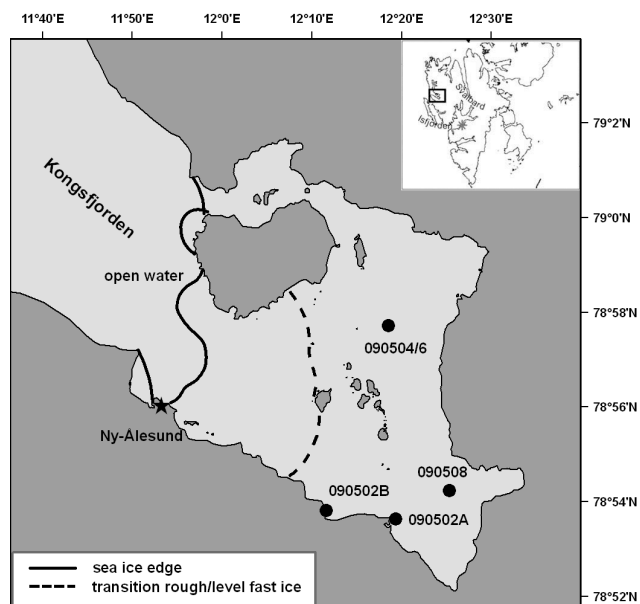 11°40'E 11°50'E 12°0'E 12°10'E 12°20'E 12°30'E
Svalbard
Isfjorden
79°2'N
Kongsfjorden
79°0'N
open water
78°58'N
090504/6
78°56'N
Ny-Ålesund
090508
090502B
78°54'N
090502A
sea ice edge
transition rough/level fast ice
78°52'N